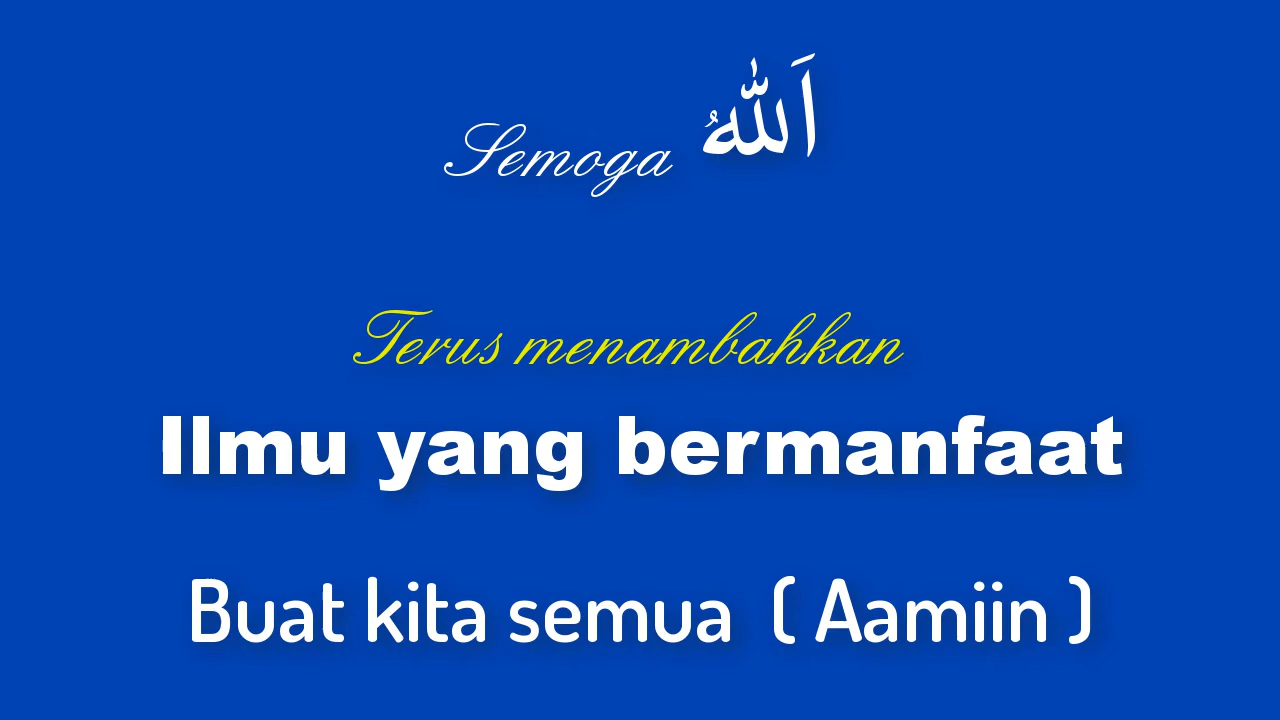 Semoga اَللّٰهُ
Terus menambahkan
Ilmu yang bermanfaat
Buat kita semua ( Aamiin )